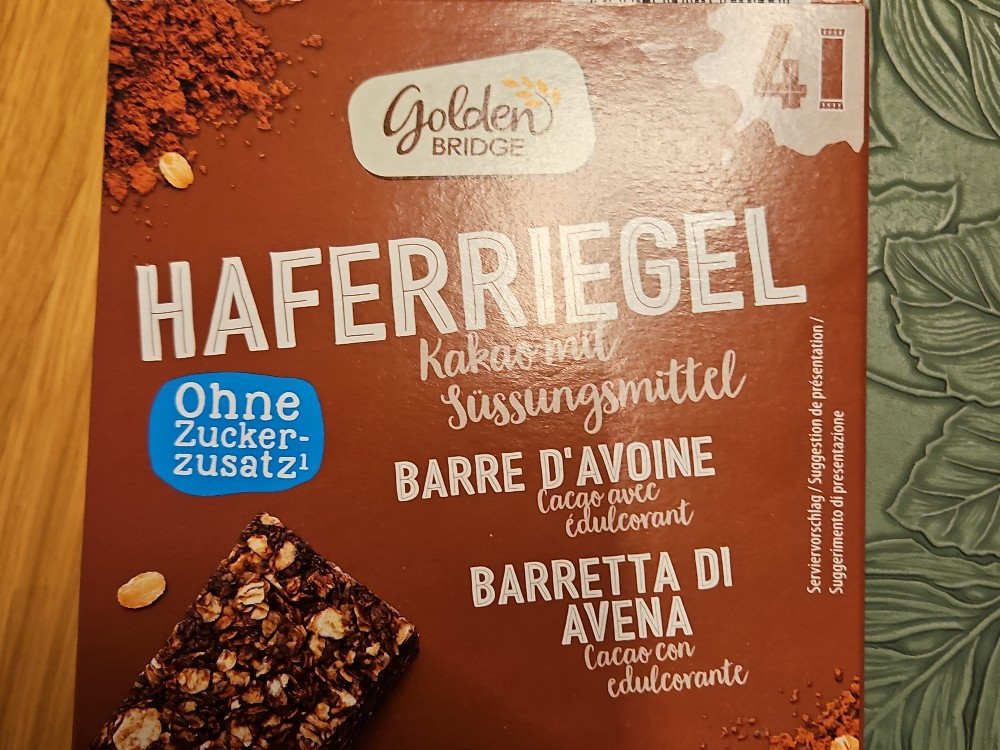 golden
BRIDGE
4
HAFERRIEGEL
Kakao mit
Süssungsmittel
Ohne
Zucker-
zusatz¹
BARRE D'AVOINE
Cacao avec
édulcorant
BARRETTA DI
AVENA
Cacao con
edulcorante
Serviervorschlag / Suggestion de présentation /
Suggerimento di presentazione